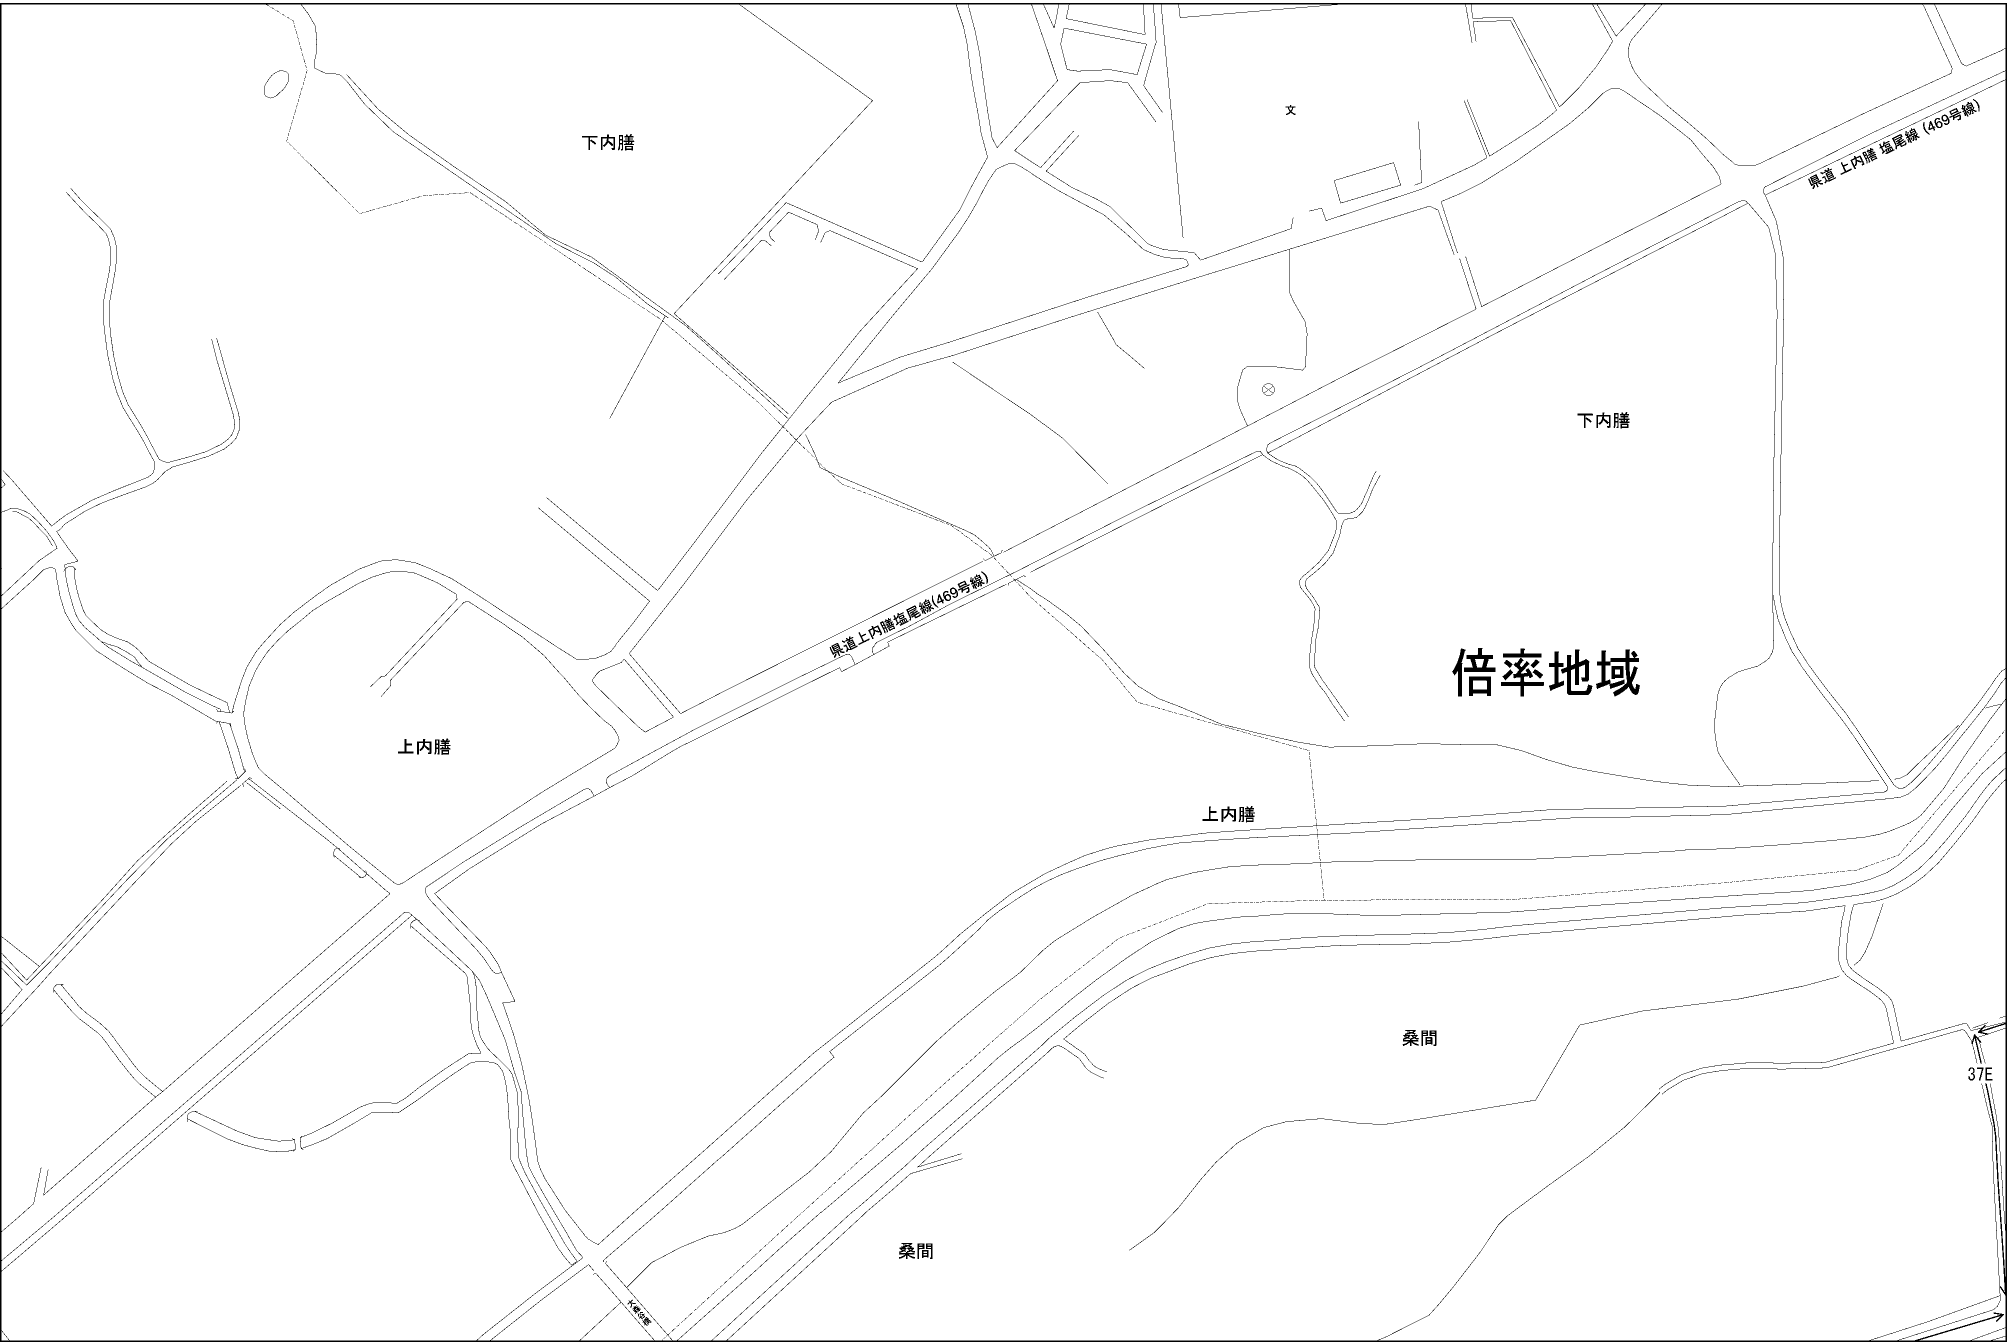 文
県道 上内膳 塩尾線 (469号線)
下内膳
下内膳
県道上内膳塩尾線(469号線)
倍率地域
上内膳
上内膳
桑間
37E
桑間